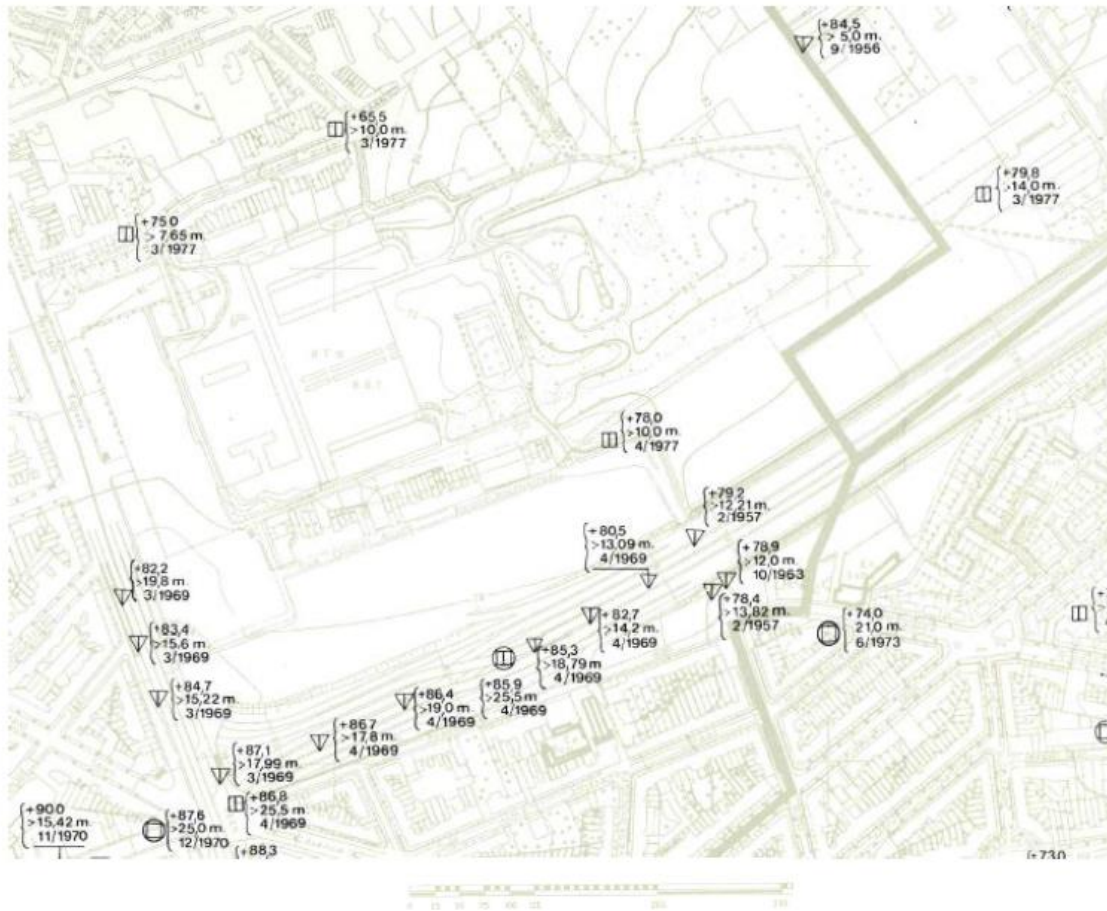 +84,5
> 5,0 m.
9/1956
+65,5
>10,0 m.
3/1977
+79,8
>14,0 m.
3/1977
+75,0
> 7,65 m.
3/1977
+78,0
>10,0 m.
4/1977
+79,2
>12,21 m.
2/1957
+80,5
>13,09 m.
4/1969
+78,9
>12,0 m.
10/1963
+82,2
>19,8 m.
3/1969
+78,4
>13,82 m.
2/1957
+82,7
>14,2 m.
4/1969
+74,0
21,0 m.
6/1973
+83,4
>15,6 m.
3/1969
+85,3
>18,79 m
4/1969
+84,7
>15,22 m.
3/1969
+86,4
>19,0 m.
4/1969
+85,9
>25,5 m
4/1969
+86,7
>17,8 m.
4/1969
+87,1
>17,99 m.
3/1969
+86,8
>25,5 m.
4/1969
+90,0
>15,42 m.
11/1970
+87,6
>25,0 m.
12/1970
+88,3
+73,0